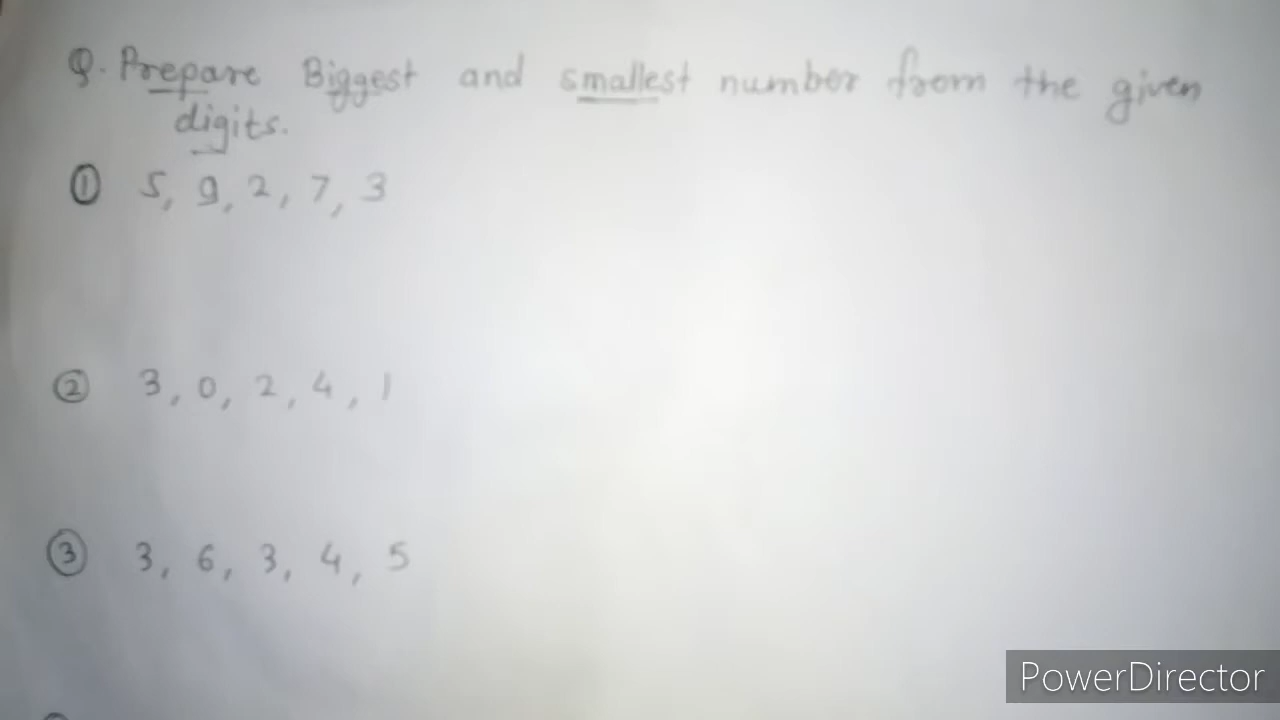 Q. Prepare Biggest and smallest number from the given
digits.
① 5, 9, 2, 7, 3
② 3, 0, 2, 4, 1
③ 3, 6, 3, 4, 5
PowerDirector